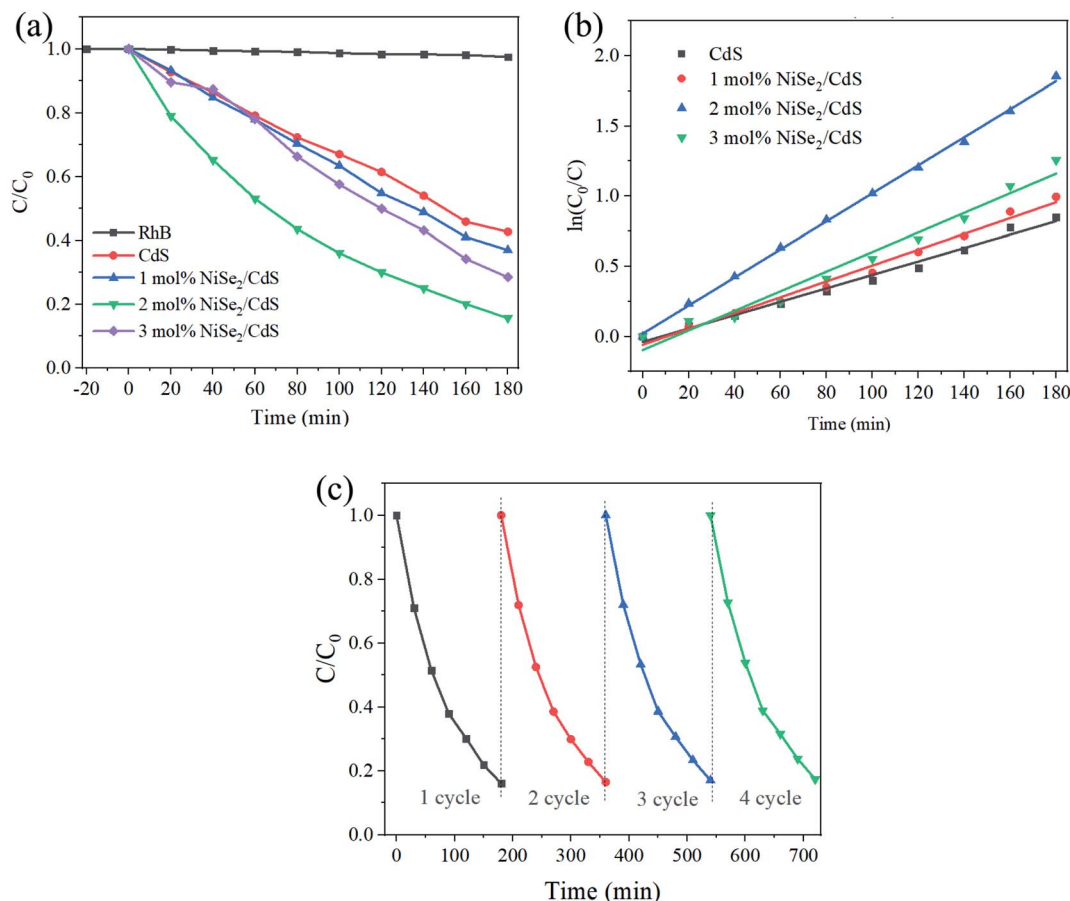 (a)
C/C0
1.0
0.8
0.6
0.4
0.2
0.0
RhB
CdS
1 mol% NiSe2/CdS
2 mol% NiSe2/CdS
3 mol% NiSe2/CdS
-20 0 20 40 60 80 100 120 140 160 180
Time (min)
(b)
ln(C0/C)
2.0
1.5
1.0
0.5
0.0
CdS
1 mol% NiSe2/CdS
2 mol% NiSe2/CdS
3 mol% NiSe2/CdS
0 20 40 60 80 100 120 140 160 180
Time (min)
(c)
C/C0
1.0
0.8
0.6
0.4
0.2
0.0
1 cycle 2 cycle 3 cycle 4 cycle
0 100 200 300 400 500 600 700
Time (min)